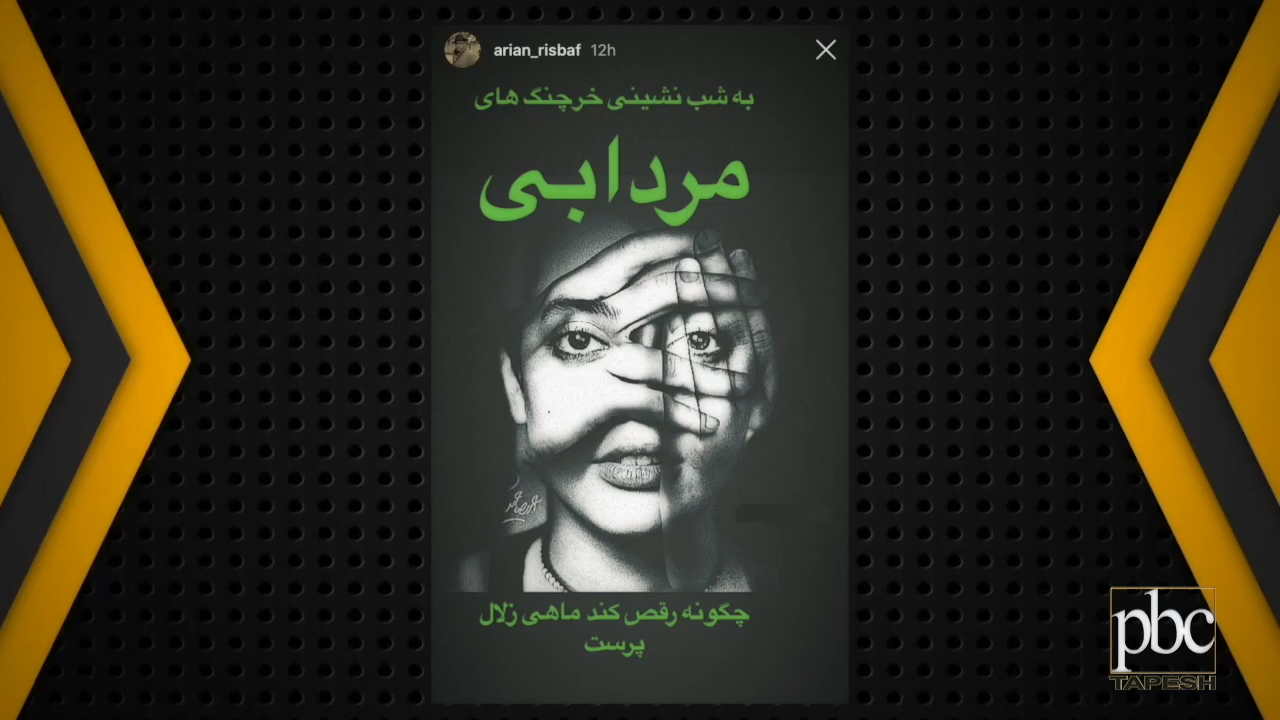 arian_risbaf 12h
به شب نشینی خرچنگ های
مردابی
چگونه رقص کند ماهی زلال
پرست
pbc
TAPESH